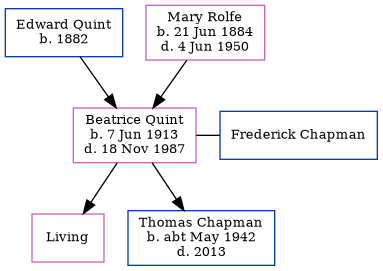 Edward Quint
b. 1882
Mary Rolfe
b. 21 Jun 1884
d. 4 Jun 1950
Beatrice Quint
b. 7 Jun 1913
d. 18 Nov 1987
Frederick Chapman
Living
Thomas Chapman
b. abt May 1942
d. 2013